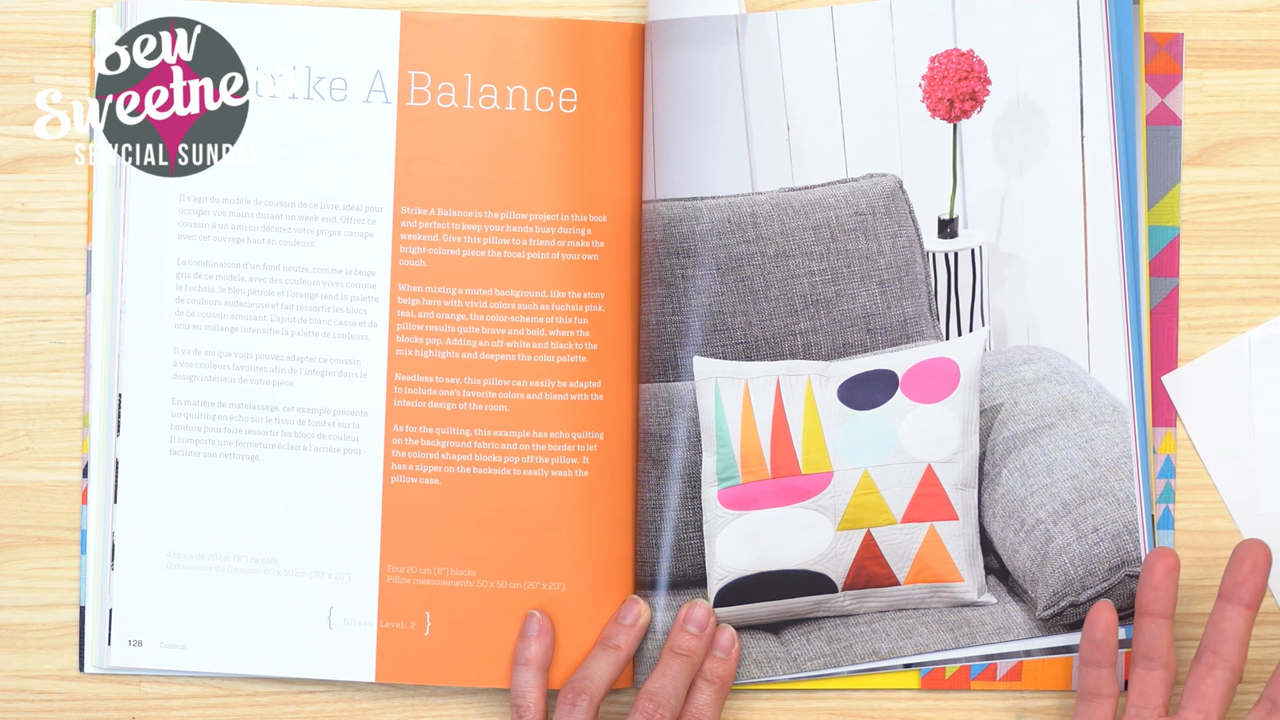 Sew
Sweetne
SEWCIAL SUND
trike A Balance
Il s'agit du modèle de coussin de ce livre, idéal pour
occuper vos mains durant un week-end. Offrez ce
coussin à un ami ou décorez votre propre canapé
avec cet ouvrage haut en couleurs.
La combinaison d'un fond neutre, comme le beige
gris de ce modèle, avec des couleurs vives comme
le fuchsia, le bleu pétrole et l'orange rend la palette
de couleurs audacieuse et fait ressortir les blocs
de ce coussin amusant. L'ajout de blanc cassé et de
noir au mélange intensifie la palette de couleurs.
Il va de soi que vous pouvez adapter ce coussin
à vos couleurs favorites afin de l'intégrer dans le
design intérieur de votre pièce.
En matière de matelassage, cet exemple présente
un quilting en écho sur le tissu de fond et sur la
bordure pour faire ressortir les blocs de couleur.
Il comporte une fermeture éclair à l'arrière pour
faciliter son nettoyage.
4 blocs de 20 cm (8") de côté
Dimensions du Coussin : 50 x 50 cm (20" x 20")
Strike A Balance is the pillow project in this book
and perfect to keep your hands busy during a
weekend. Give this pillow to a friend or make the
bright-colored piece the focal point of your own
couch.
When mixing a muted background, like the stony
beige here with vivid colors such as fuchsia pink,
teal, and orange, the color-scheme of this fun
pillow results quite brave and bold, where the
blocks pop. Adding an off-white and black to the
mix highlights and deepens the color palette.
Needless to say, this pillow can easily be adapted
to include one's favorite colors and blend with the
interior design of the room.
As for the quilting, this example has echo quilting
on the background fabric and on the border to let
the colored shaped blocks pop off the pillow. It
has a zipper on the backside to easily wash the
pillow case.
Four 20 cm (8") blocks
Pillow measurements: 50 x 50 cm (20" x 20")
{ Niveau Level: 2 }
128 Coussin